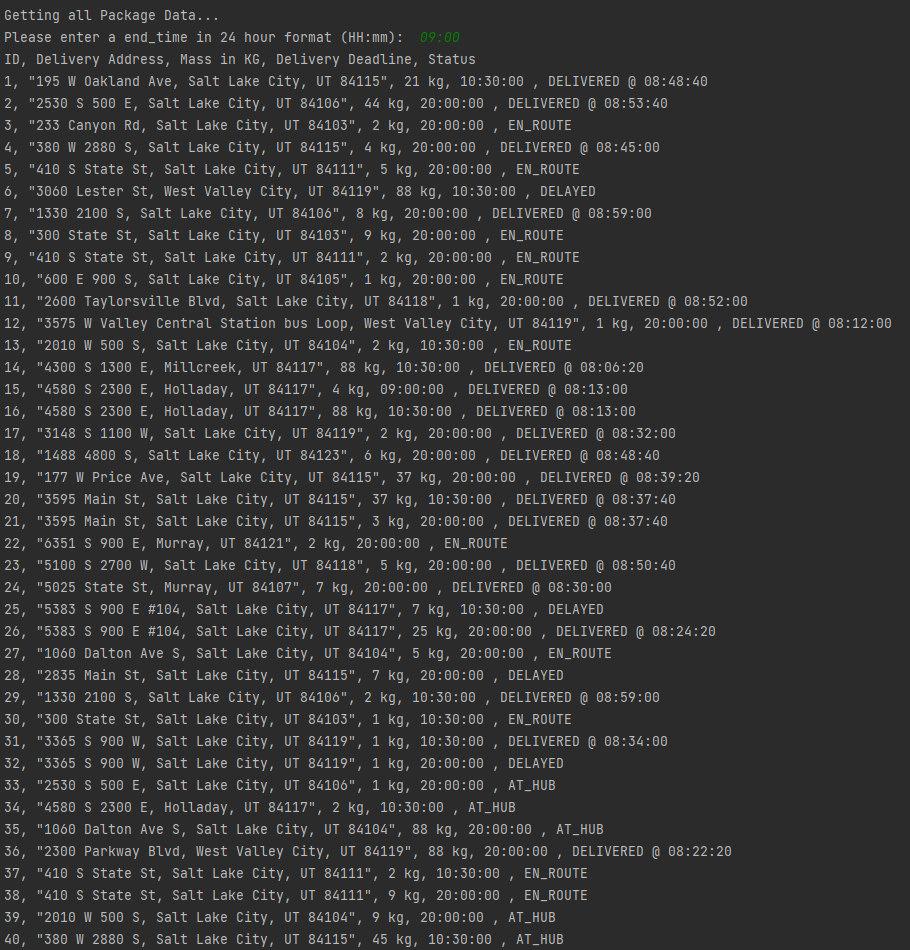 Getting all Package Data...
Please enter a end_time in 24 hour format (HH:mm):  09:00
ID, Delivery Address, Mass in KG, Delivery Deadline, Status
1, "195 W Oakland Ave, Salt Lake City, UT 84115", 21 kg, 10:30:00 , DELIVERED @ 08:48:40
2, "2530 S 500 E, Salt Lake City, UT 84106", 44 kg, 20:00:00 , DELIVERED @ 08:53:40
3, "233 Canyon Rd, Salt Lake City, UT 84103", 2 kg, 20:00:00 , EN_ROUTE
4, "380 W 2880 S, Salt Lake City, UT 84115", 4 kg, 20:00:00 , DELIVERED @ 08:45:00
5, "410 S State St, Salt Lake City, UT 84111", 5 kg, 20:00:00 , EN_ROUTE
6, "3060 Lester St, West Valley City, UT 84119", 88 kg, 10:30:00 , DELAYED
7, "1330 2100 S, Salt Lake City, UT 84106", 8 kg, 20:00:00 , DELIVERED @ 08:59:00
8, "300 State St, Salt Lake City, UT 84103", 9 kg, 20:00:00 , EN_ROUTE
9, "410 S State St, Salt Lake City, UT 84111", 2 kg, 20:00:00 , EN_ROUTE
10, "600 E 900 S, Salt Lake City, UT 84105", 1 kg, 20:00:00 , EN_ROUTE
11, "2600 Taylorsville Blvd, Salt Lake City, UT 84118", 1 kg, 20:00:00 , DELIVERED @ 08:52:00
12, "3575 W Valley Central Station bus Loop, West Valley City, UT 84119", 1 kg, 20:00:00 , DELIVERED @ 08:12:00
13, "2010 W 500 S, Salt Lake City, UT 84104", 2 kg, 10:30:00 , EN_ROUTE
14, "4300 S 1300 E, Millcreek, UT 84117", 88 kg, 10:30:00 , DELIVERED @ 08:06:20
15, "4580 S 2300 E, Holladay, UT 84117", 4 kg, 09:00:00 , DELIVERED @ 08:13:00
16, "4580 S 2300 E, Holladay, UT 84117", 88 kg, 10:30:00 , DELIVERED @ 08:13:00
17, "3148 S 1100 W, Salt Lake City, UT 84119", 2 kg, 20:00:00 , DELIVERED @ 08:32:00
18, "1488 4800 S, Salt Lake City, UT 84123", 6 kg, 20:00:00 , DELIVERED @ 08:48:40
19, "177 W Price Ave, Salt Lake City, UT 84115", 37 kg, 20:00:00 , DELIVERED @ 08:39:20
20, "3595 Main St, Salt Lake City, UT 84115", 37 kg, 10:30:00 , DELIVERED @ 08:37:40
21, "3595 Main St, Salt Lake City, UT 84115", 3 kg, 20:00:00 , DELIVERED @ 08:37:40
22, "6351 S 900 E, Murray, UT 84121", 2 kg, 20:00:00 , EN_ROUTE
23, "5100 S 2700 W, Salt Lake City, UT 84118", 5 kg, 20:00:00 , DELIVERED @ 08:50:40
24, "5025 State St, Murray, UT 84107", 7 kg, 20:00:00 , DELIVERED @ 08:30:00
25, "5383 S 900 E #104, Salt Lake City, UT 84117", 7 kg, 10:30:00 , DELAYED
26, "5383 S 900 E #104, Salt Lake City, UT 84117", 25 kg, 20:00:00 , DELIVERED @ 08:24:20
27, "1060 Dalton Ave S, Salt Lake City, UT 84104", 5 kg, 20:00:00 , EN_ROUTE
28, "2835 Main St, Salt Lake City, UT 84115", 7 kg, 20:00:00 , DELAYED
29, "1330 2100 S, Salt Lake City, UT 84106", 2 kg, 10:30:00 , DELIVERED @ 08:59:00
30, "300 State St, Salt Lake City, UT 84103", 1 kg, 10:30:00 , EN_ROUTE
31, "3365 S 900 W, Salt Lake City, UT 84119", 1 kg, 10:30:00 , DELIVERED @ 08:34:00
32, "3365 S 900 W, Salt Lake City, UT 84119", 1 kg, 20:00:00 , DELAYED
33, "2530 S 500 E, Salt Lake City, UT 84106", 1 kg, 20:00:00 , AT_HUB
34, "4580 S 2300 E, Holladay, UT 84117", 2 kg, 10:30:00 , AT_HUB
35, "1060 Dalton Ave S, Salt Lake City, UT 84104", 88 kg, 20:00:00 , AT_HUB
36, "2300 Parkway Blvd, West Valley City, UT 84119", 88 kg, 20:00:00 , DELIVERED @ 08:22:20
37, "410 S State St, Salt Lake City, UT 84111", 2 kg, 10:30:00 , EN_ROUTE
38, "410 S State St, Salt Lake City, UT 84111", 9 kg, 20:00:00 , EN_ROUTE
39, "2010 W 500 S, Salt Lake City, UT 84104", 9 kg, 20:00:00 , AT_HUB
40, "380 W 2880 S, Salt Lake City, UT 84115", 45 kg, 10:30:00 , AT_HUB